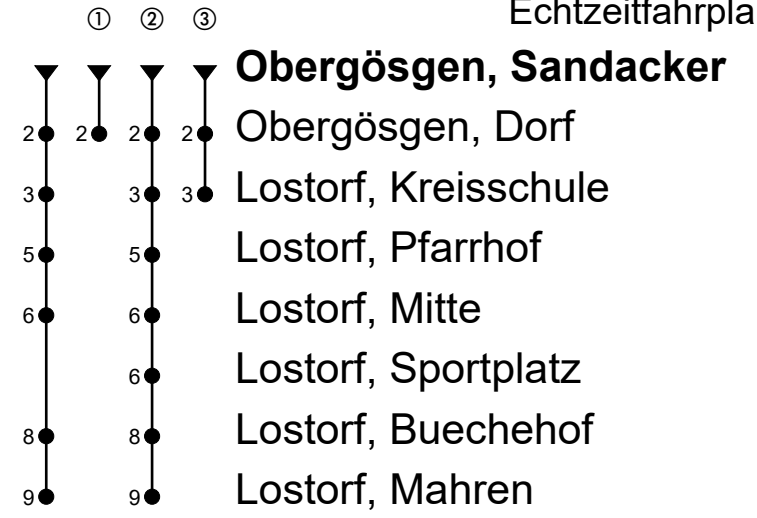 Echtzeitfahrpla
① ② ③
Obergösgen, Sandacker
2 2 2 2 Obergösgen, Dorf
3 3 3 Lostorf, Kreisschule
5 5 Lostorf, Pfarrhof
6 6 Lostorf, Mitte
6 Lostorf, Sportplatz
8 8 Lostorf, Buechehof
9 9 Lostorf, Mahren